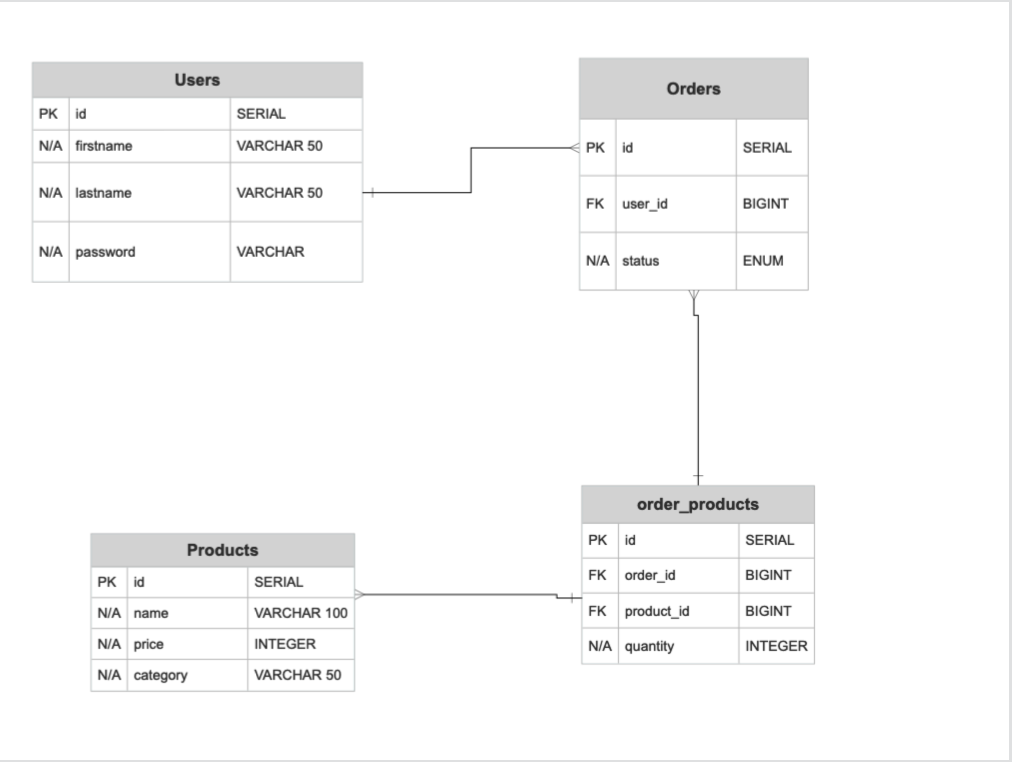 Users
PK id SERIAL
N/A firstname VARCHAR 50
N/A lastname VARCHAR 50
N/A password VARCHAR
Orders
PK id SERIAL
FK user_id BIGINT
N/A status ENUM
Products
PK id SERIAL
N/A name VARCHAR 100
N/A price INTEGER
N/A category VARCHAR 50
order_products
PK id SERIAL
FK order_id BIGINT
FK product_id BIGINT
N/A quantity INTEGER